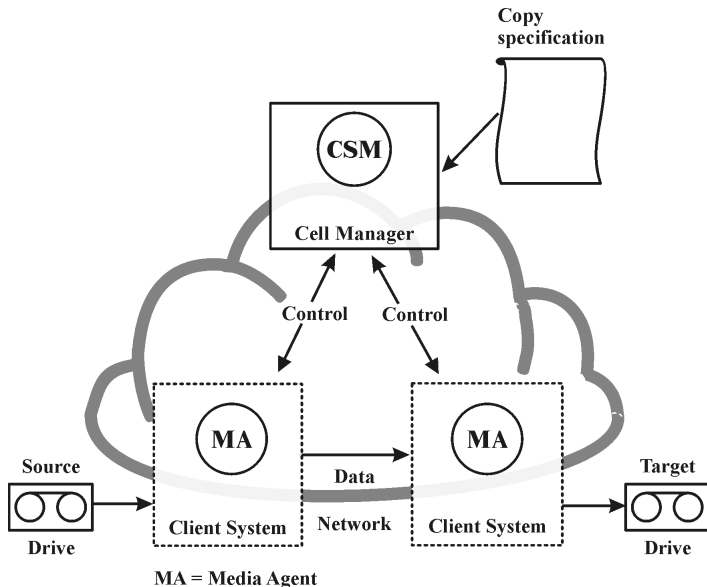 Copy
specification
CSM
Cell Manager
Control
Control
MA
MA
Source
Data
Target
Client System
Network
Client System
Drive
Drive
MA = Media Agent